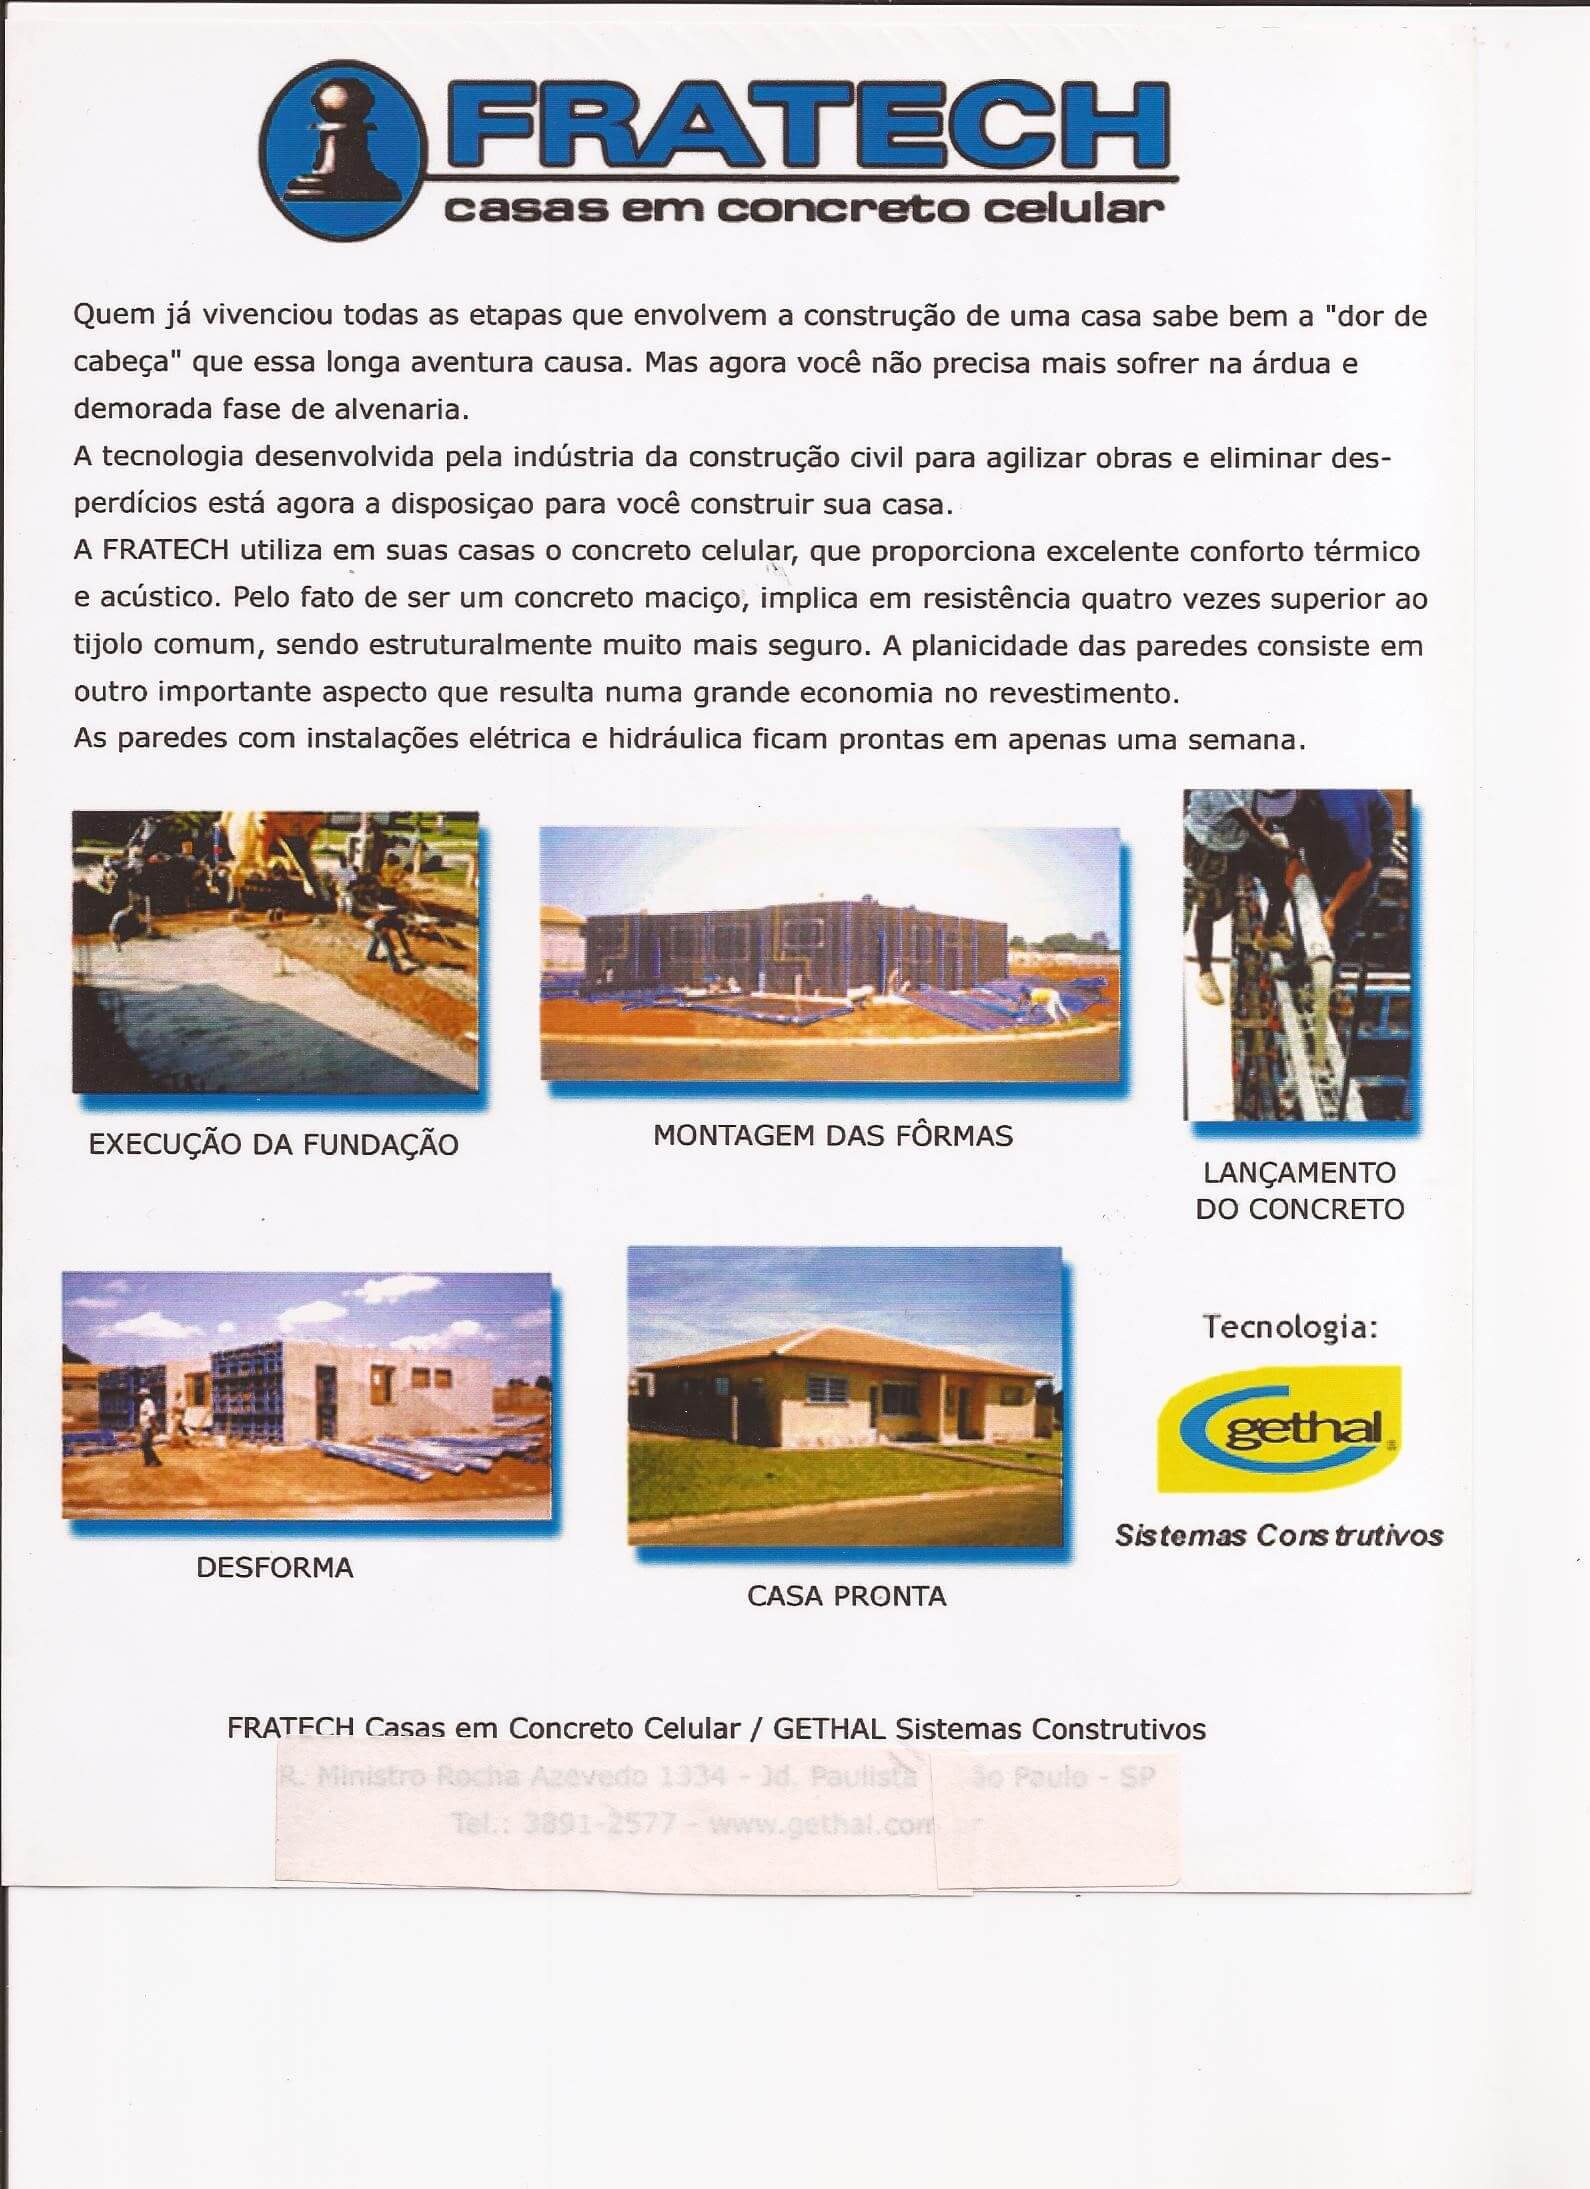 FRATECH
casas em concreto celular
Quem já vivenciou todas as etapas que envolvem a construção de uma casa sabe bem a "dor de
cabeça" que essa longa aventura causa. Mas agora você não precisa mais sofrer na árdua e
demorada fase de alvenaria.
A tecnologia desenvolvida pela indústria da construção civil para agilizar obras e eliminar des-
perdícios está agora a disposiçao para você construir sua casa.
A FRATECH utiliza em suas casas o concreto celular, que proporciona excelente conforto térmico
e acústico. Pelo fato de ser um concreto maciço, implica em resistência quatro vezes superior ao
tijolo comum, sendo estruturalmente muito mais seguro. A planicidade das paredes consiste em
outro importante aspecto que resulta numa grande economia no revestimento.
As paredes com instalações elétrica e hidráulica ficam prontas em apenas uma semana.
EXECUÇÃO DA FUNDAÇÃO
MONTAGEM DAS FÔRMAS
LANÇAMENTO
DO CONCRETO
DESFORMA
CASA PRONTA
Tecnologia:
gethal
Sistemas Construtivos
FRATECH Casas em Concreto Celular / GETHAL Sistemas Construtivos
R. Ministro Rocha Azevedo 1334 - Jd. Paulista Paulo - SP
Tel.: 3891-2577 - www.gethal.com